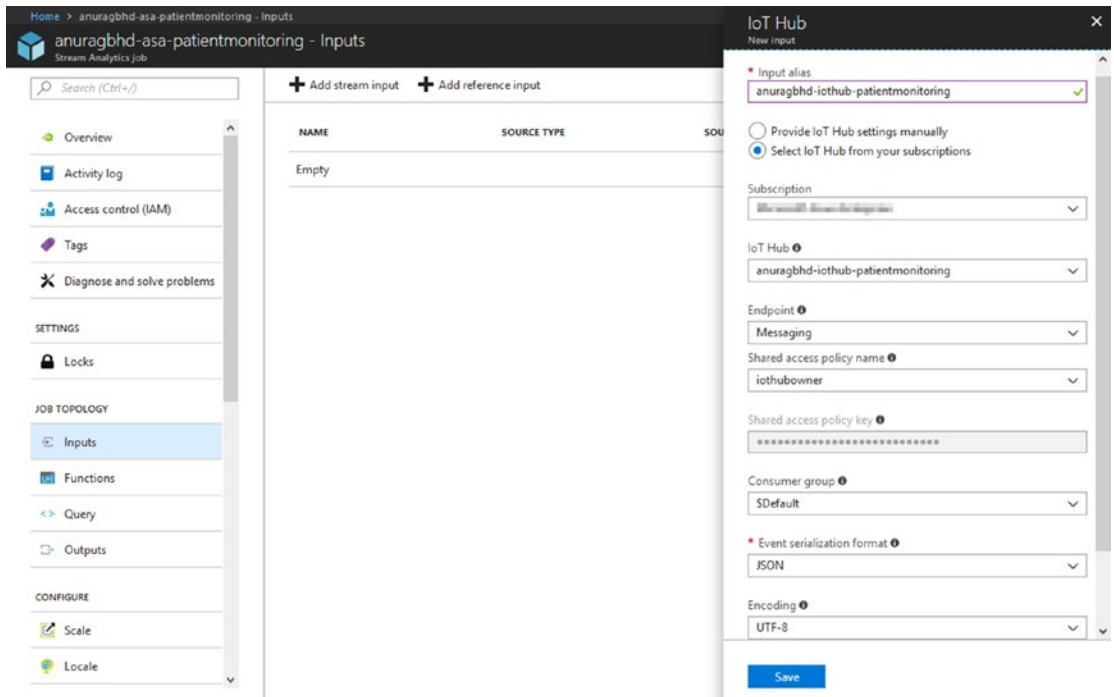 Home > anuragbhd-asa-patientmonitoring - Inputs
anuragbhd-asa-patientmonitoring - Inputs
Stream Analytics job
Search (Ctrl+/)
Overview
Activity log
Access control (IAM)
Tags
Diagnose and solve problems
SETTINGS
Locks
JOB TOPOLOGY
Inputs
Functions
Query
Outputs
CONFIGURE
Scale
Locale
Add stream input Add reference input
NAME SOURCE TYPE SOU
Empty
IoT Hub
New input
* Input alias
anuragbhd-iothub-patientmonitoring
Provide IoT Hub settings manually
Select IoT Hub from your subscriptions
Subscription
IoT Hub
anuragbhd-iothub-patientmonitoring
Endpoint
Messaging
Shared access policy name
iothubowner
Shared access policy key
Consumer group
$Default
* Event serialization format
JSON
Encoding
UTF-8
Save